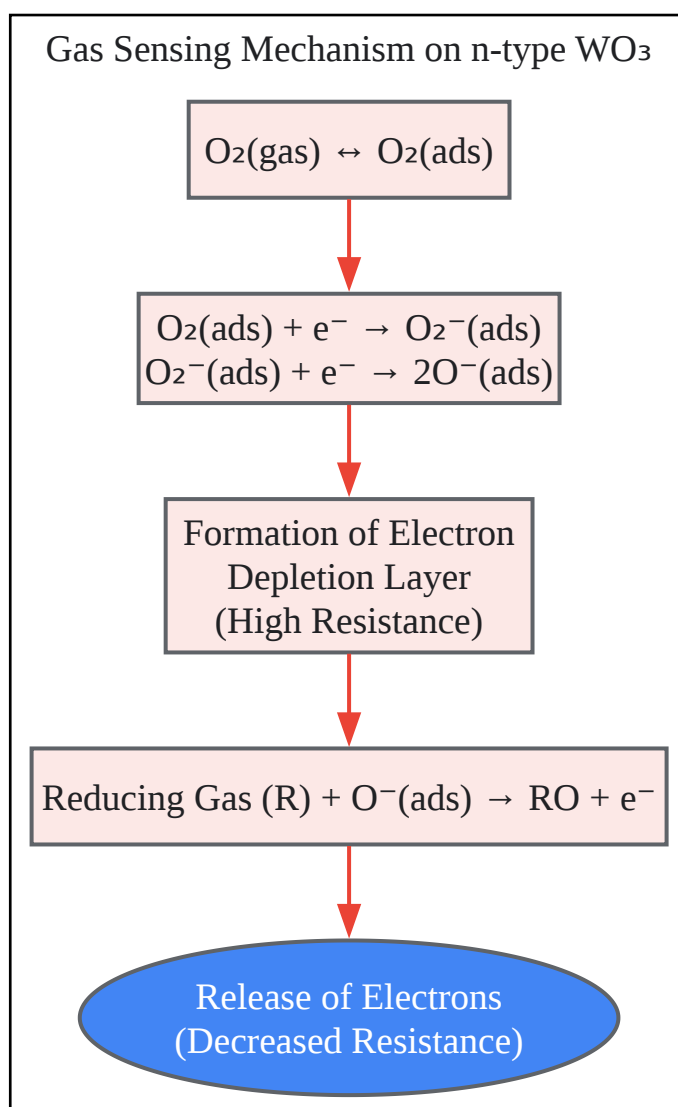 Gas Sensing Mechanism on n-type WO₃
O₂(gas) ↔ O₂(ads)
O₂(ads) + e⁻ → O₂⁻(ads)
O₂⁻(ads) + e⁻ → 2O⁻(ads)
Formation of Electron
Depletion Layer
(High Resistance)
Reducing Gas (R) + O⁻(ads) → RO + e⁻
Release of Electrons
(Decreased Resistance)